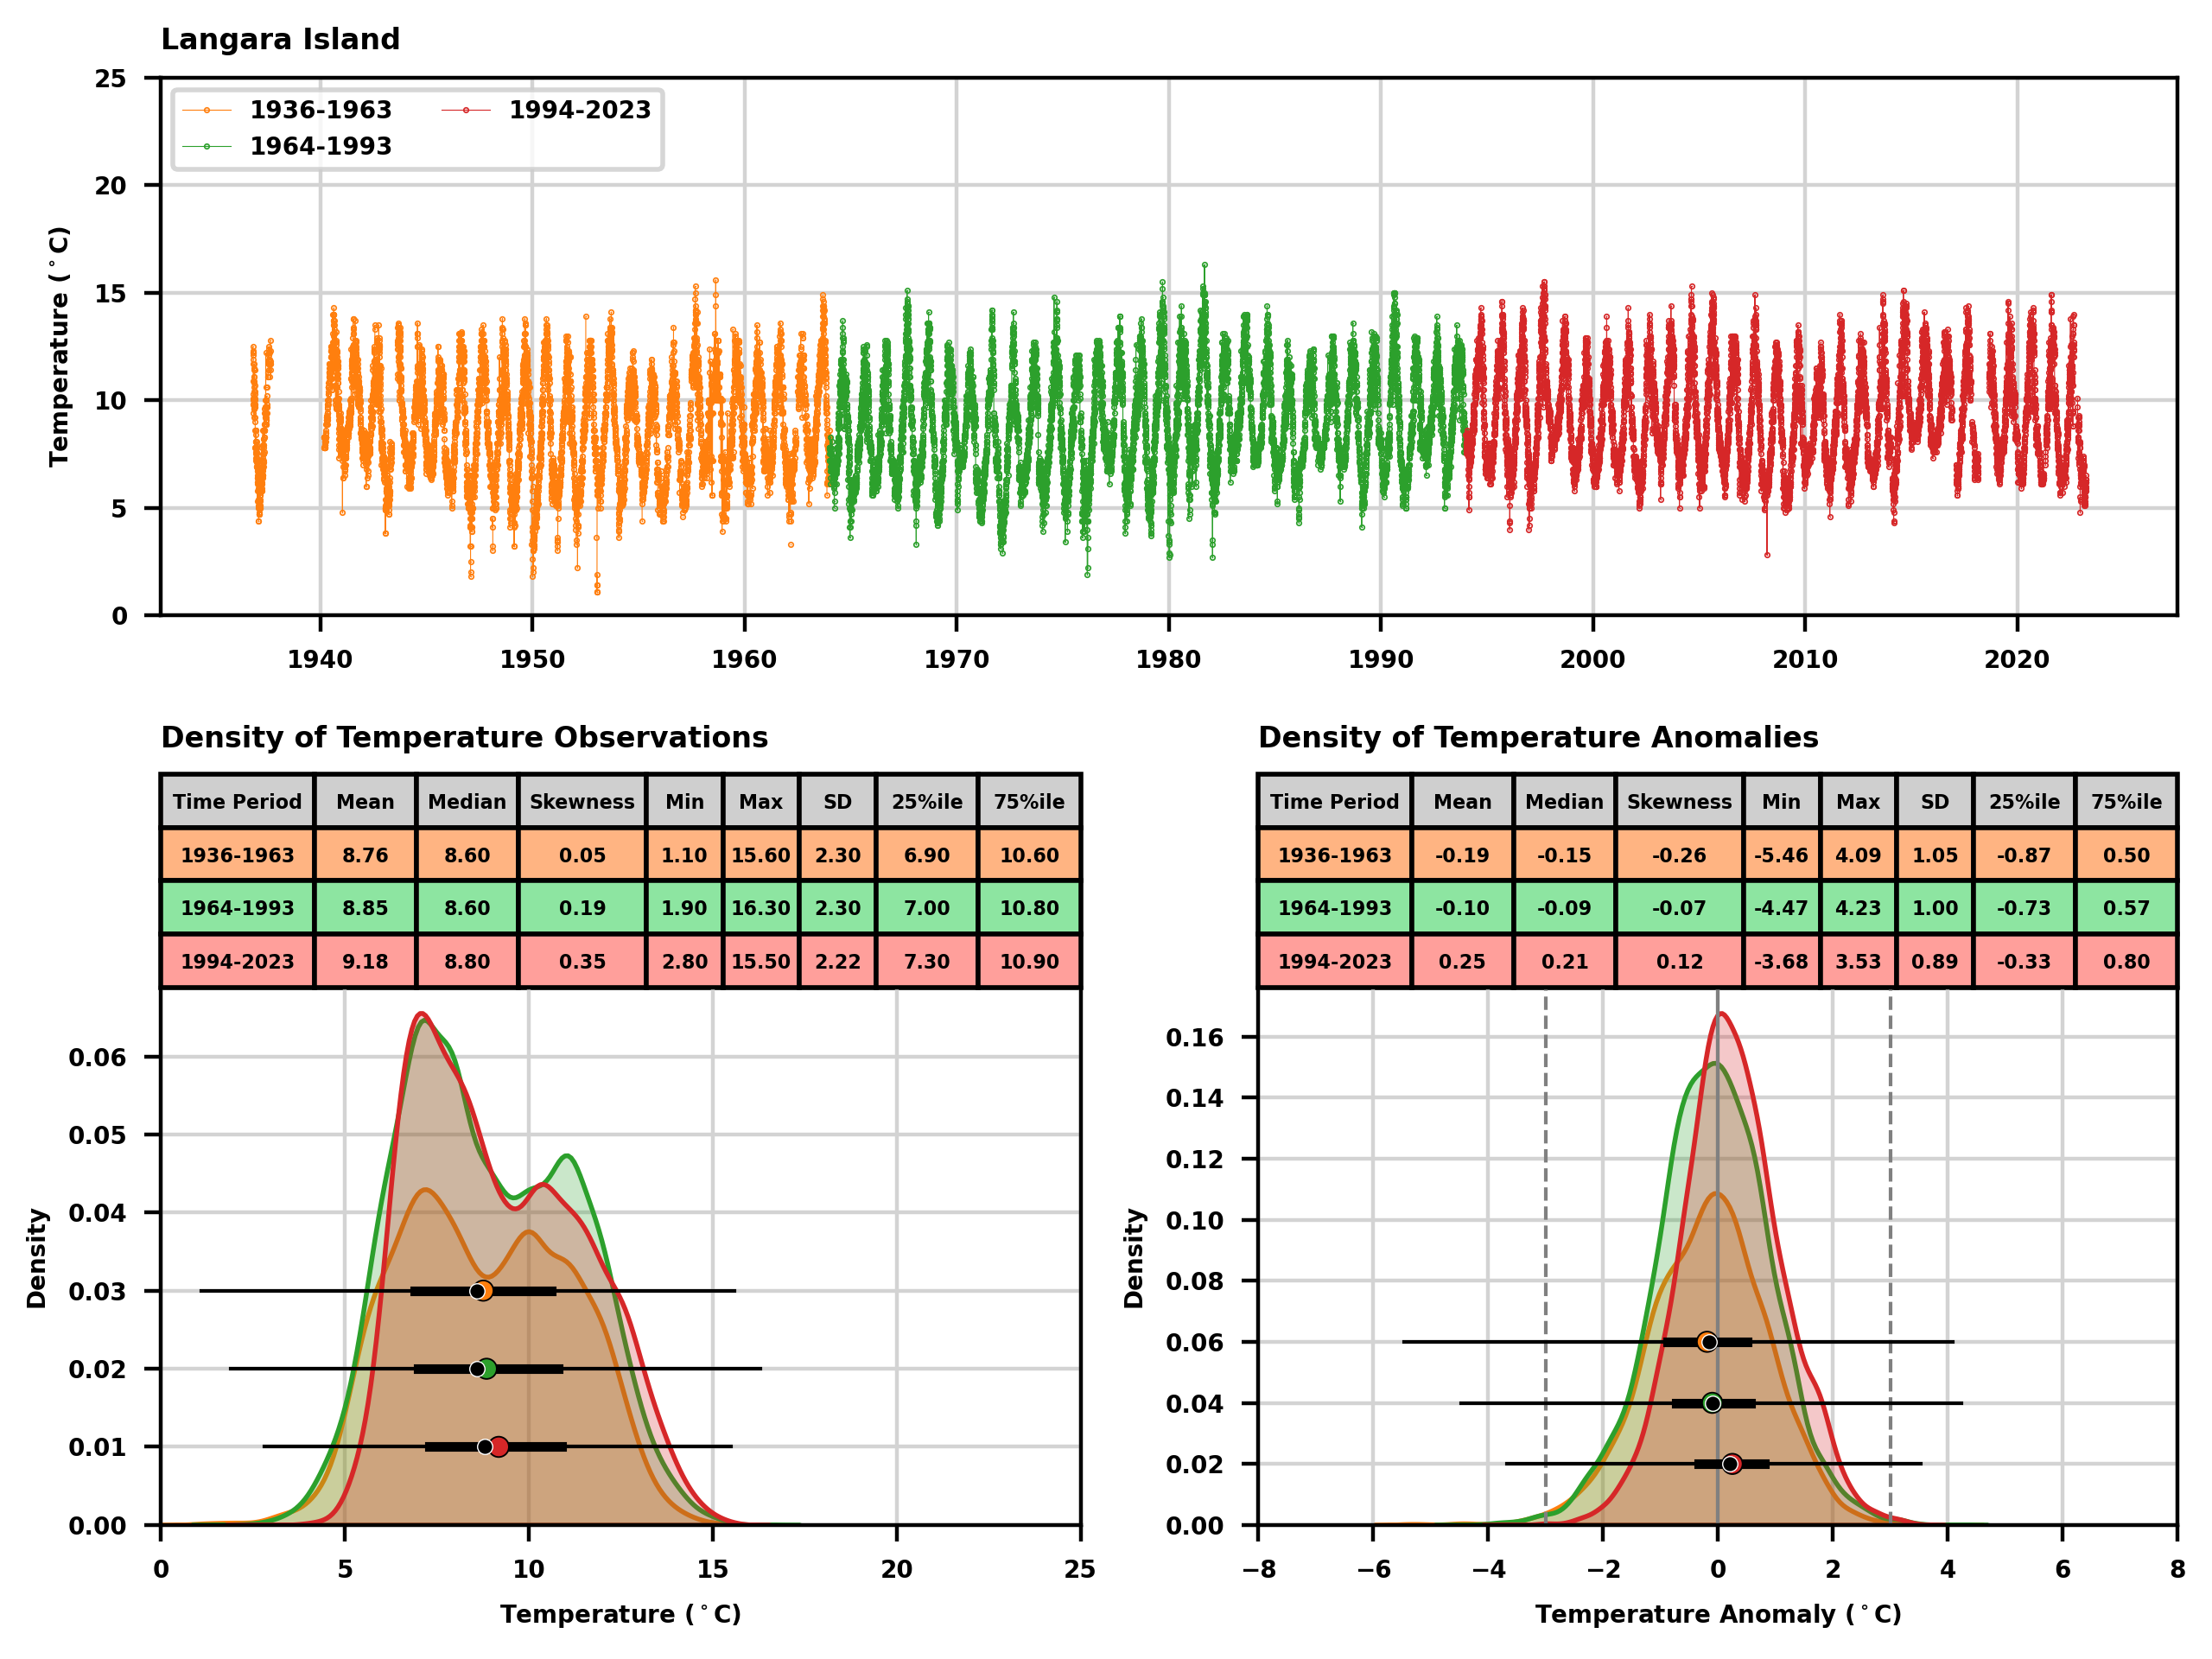 Langara Island
25
20
15
10
5
0
Temperature (°C)
1936-1963
1964-1993
1994-2023
1940 1950 1960 1970 1980 1990 2000 2010 2020
Density of Temperature Observations
Time Period Mean Median Skewness Min Max SD 25%ile 75%ile
1936-1963 8.76 8.60 0.05 1.10 15.60 2.30 6.90 10.60
1964-1993 8.85 8.60 0.19 1.90 16.30 2.30 7.00 10.80
1994-2023 9.18 8.80 0.35 2.80 15.50 2.22 7.30 10.90
0.06
0.05
0.04
0.03
0.02
0.01
0.00
Density
0 5 10 15 20 25
Temperature (°C)
Density of Temperature Anomalies
Time Period Mean Median Skewness Min Max SD 25%ile 75%ile
1936-1963 -0.19 -0.15 -0.26 -5.46 4.09 1.05 -0.87 0.50
1964-1993 -0.10 -0.09 -0.07 -4.47 4.23 1.00 -0.73 0.57
1994-2023 0.25 0.21 0.12 -3.68 3.53 0.89 -0.33 0.80
0.16
0.14
0.12
0.10
0.08
0.06
0.04
0.02
0.00
Density
−8 −6 −4 −2 0 2 4 6 8
Temperature Anomaly (°C)